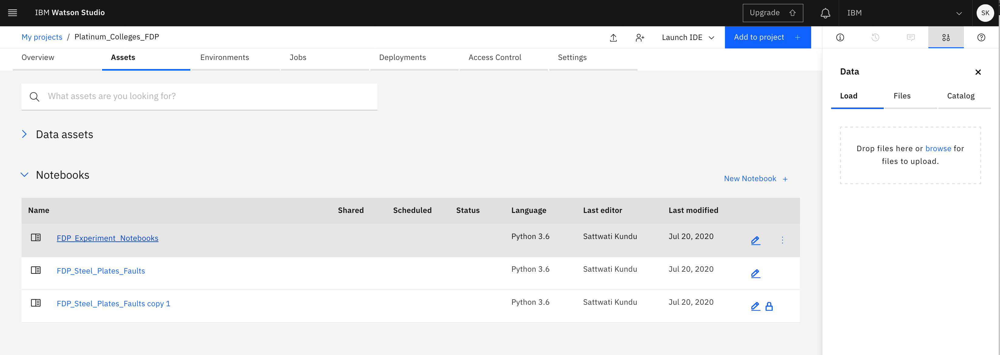 IBM Watson Studio
Upgrade
IBM
SK
My projects / Platinum_Colleges_FDP
Launch IDE
Add to project +
Overview
Assets
Environments
Jobs
Deployments
Access Control
Settings
What assets are you looking for?
Data assets
Notebooks
New Notebook +
Name Shared Scheduled Status Language Last editor Last modified
FDP_Experiment_Notebooks Python 3.6 Sattwati Kundu Jul 20, 2020
FDP_Steel_Plates_Faults Python 3.6 Sattwati Kundu Jul 20, 2020
FDP_Steel_Plates_Faults copy 1 Python 3.6 Sattwati Kundu Jul 20, 2020
Data
Load Files Catalog
Drop files here or browse for
files to upload.